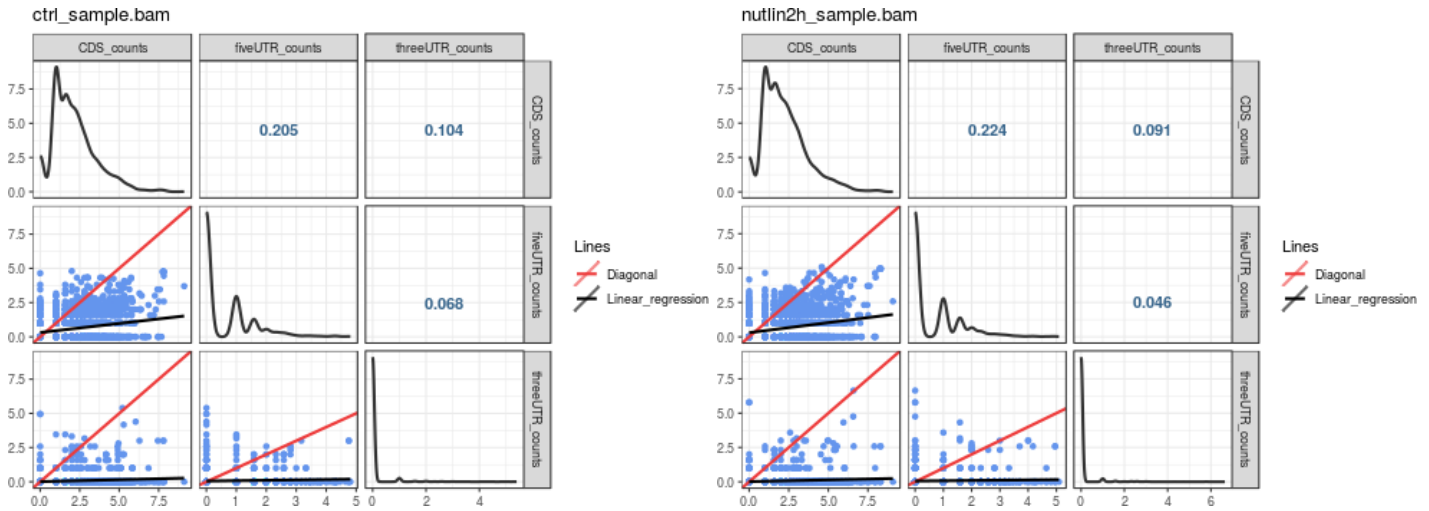 ctrl_sample.bam
CDS_counts fiveUTR_counts threeUTR_counts
7.5
5.0
2.5
0.0
0.205
0.104
CDS_counts
7.5
5.0
2.5
0.0
0.068
fiveUTR_counts
7.5
5.0
2.5
0.0
threeUTR_counts
0.0 2.5 5.0 7.5 0 1 2 3 4 5 0 2 4
Lines
Diagonal
Linear_regression
nutlin2h_sample.bam
CDS_counts fiveUTR_counts threeUTR_counts
7.5
5.0
2.5
0.0
0.224
0.091
CDS_counts
7.5
5.0
2.5
0.0
0.046
fiveUTR_counts
7.5
5.0
2.5
0.0
threeUTR_counts
0.0 2.5 5.0 7.5 0 1 2 3 4 5 0 2 4 6
Lines
Diagonal
Linear_regression